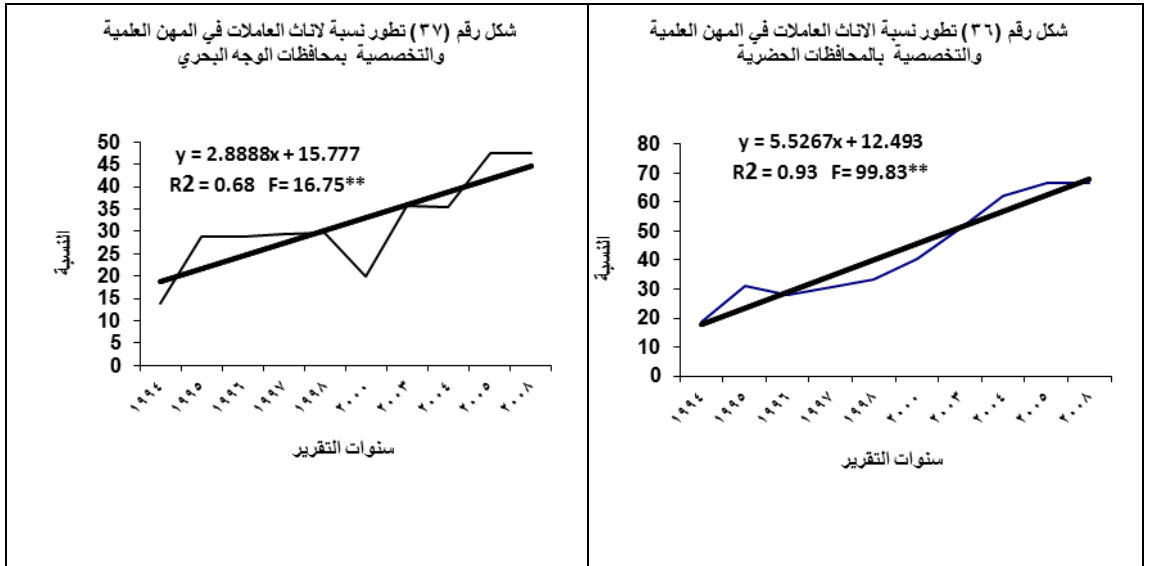 شكل رقم (٣٦) تطور نسبة الاناث العاملات في المهن العلمية
والتخصصية بالمحافظات الحضرية
y = 5.5267x + 12.493
R2 = 0.93 F= 99.83**
80
70
60
50
40
30
20
10
0
النسبة
١٩٩٤ ١٩٩٥ ١٩٩٦ ١٩٩٧ ١٩٩٨ ٢٠٠٠ ٢٠٠٣ ٢٠٠٤ ٢٠٠٥ ٢٠٠٨
سنوات التقرير
شكل رقم (٣٧) تطور نسبة لاناث العاملات في المهن العلمية
والتخصصية بمحافظات الوجه البحري
y = 2.8888x + 15.777
R2 = 0.68 F= 16.75**
50
45
40
35
30
25
20
15
10
5
0
النسبة
١٩٩٤ ١٩٩٥ ١٩٩٦ ١٩٩٧ ١٩٩٨ ٢٠٠٠ ٢٠٠٣ ٢٠٠٤ ٢٠٠٥ ٢٠٠٨
سنوات التقرير